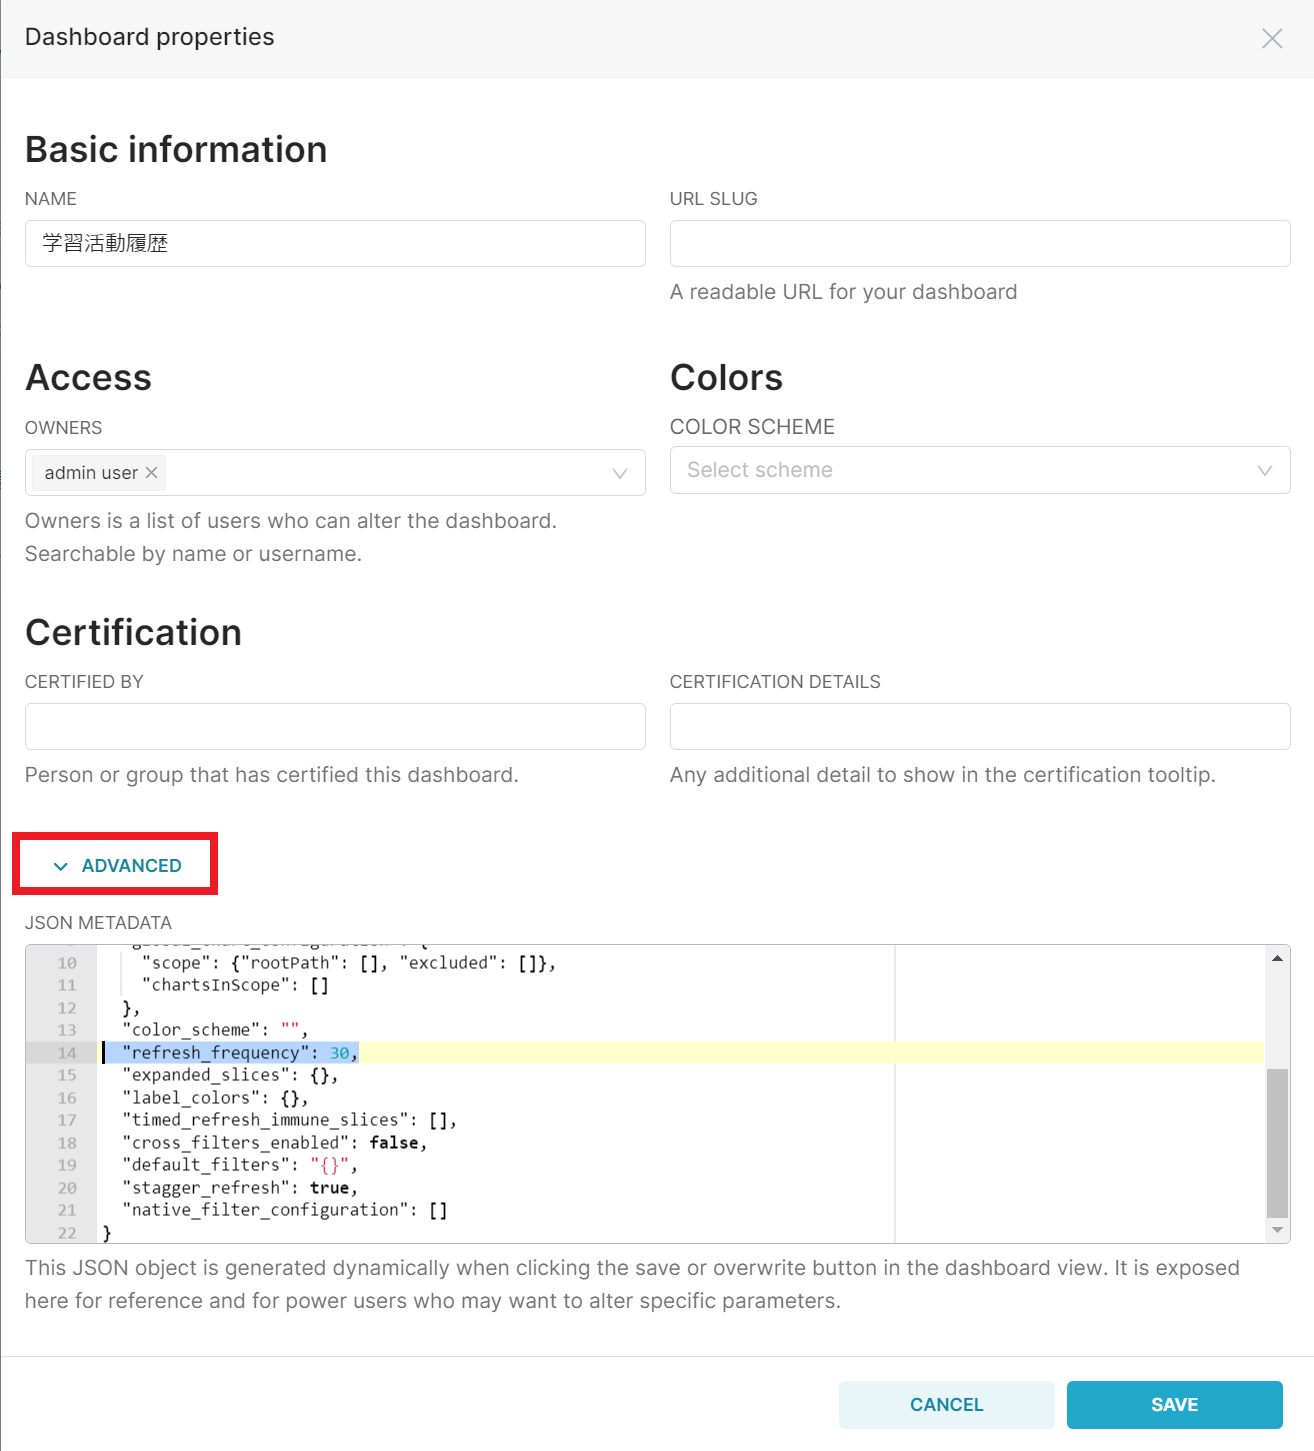 Dashboard properties
Basic information
NAME
URL SLUG
学習活動履歴
A readable URL for your dashboard
Access
Colors
OWNERS
COLOR SCHEME
admin user
Select scheme
Owners is a list of users who can alter the dashboard.
Searchable by name or username.
Certification
CERTIFIED BY
CERTIFICATION DETAILS
Person or group that has certified this dashboard.
Any additional detail to show in the certification tooltip.
ADVANCED
JSON METADATA
10 "scope": {"rootPath": [], "excluded": []},
11 "chartsInScope": []
12 },
13 "color_scheme": "",
14 "refresh_frequency": 30,
15 "expanded_slices": {},
16 "label_colors": {},
17 "timed_refresh_immune_slices": [],
18 "cross_filters_enabled": false,
19 "default_filters": "{}",
20 "stagger_refresh": true,
21 "native_filter_configuration": []
22 }
This JSON object is generated dynamically when clicking the save or overwrite button in the dashboard view. It is exposed
here for reference and for power users who may want to alter specific parameters.
CANCEL
SAVE